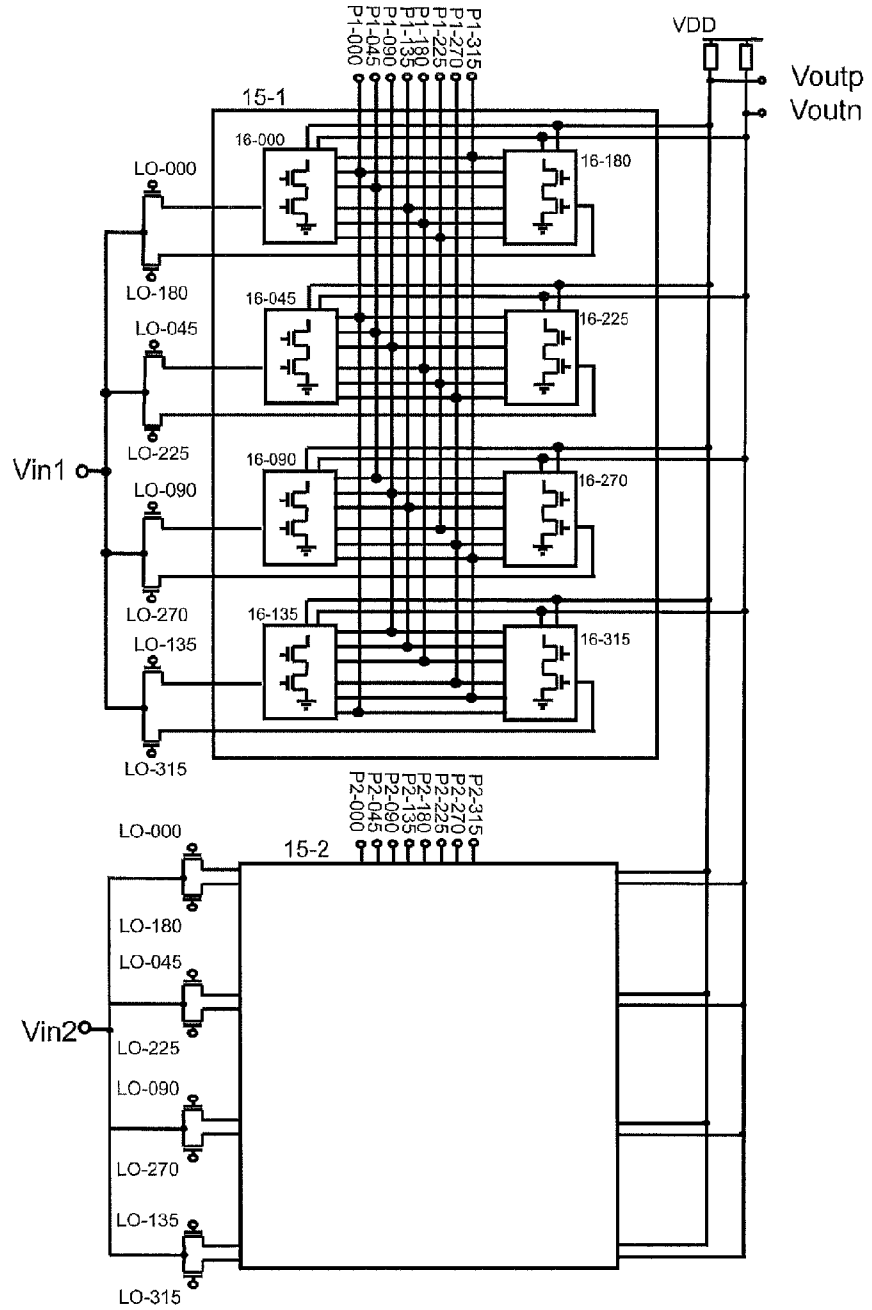 P1-000
P1-045
P1-090
P1-135
P1-180
P1-225
P1-270
P1-315
VDD
Voutp
Voutn
15-1
16-000
16-180
LO-000
LO-180
16-045
16-225
LO-045
LO-225
Vin1
16-090
16-270
LO-090
LO-270
16-135
16-315
LO-135
LO-315
P2-000
P2-045
P2-090
P2-135
P2-180
P2-225
P2-270
P2-315
15-2
LO-000
LO-180
LO-045
Vin2
LO-225
LO-090
LO-270
LO-135
LO-315